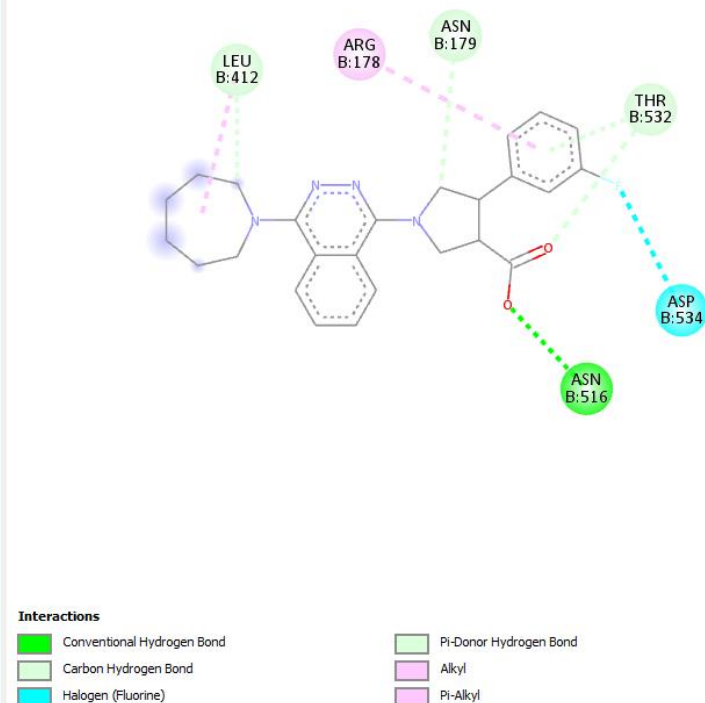 ASN
B:179
ARG
B:178
LEU
B:412
THR
B:532
N
N
N
N
O
O
ASP
B:534
ASN
B:516
Interactions
Conventional Hydrogen Bond
Carbon Hydrogen Bond
Halogen (Fluorine)
Pi-Donor Hydrogen Bond
Alkyl
Pi-Alkyl